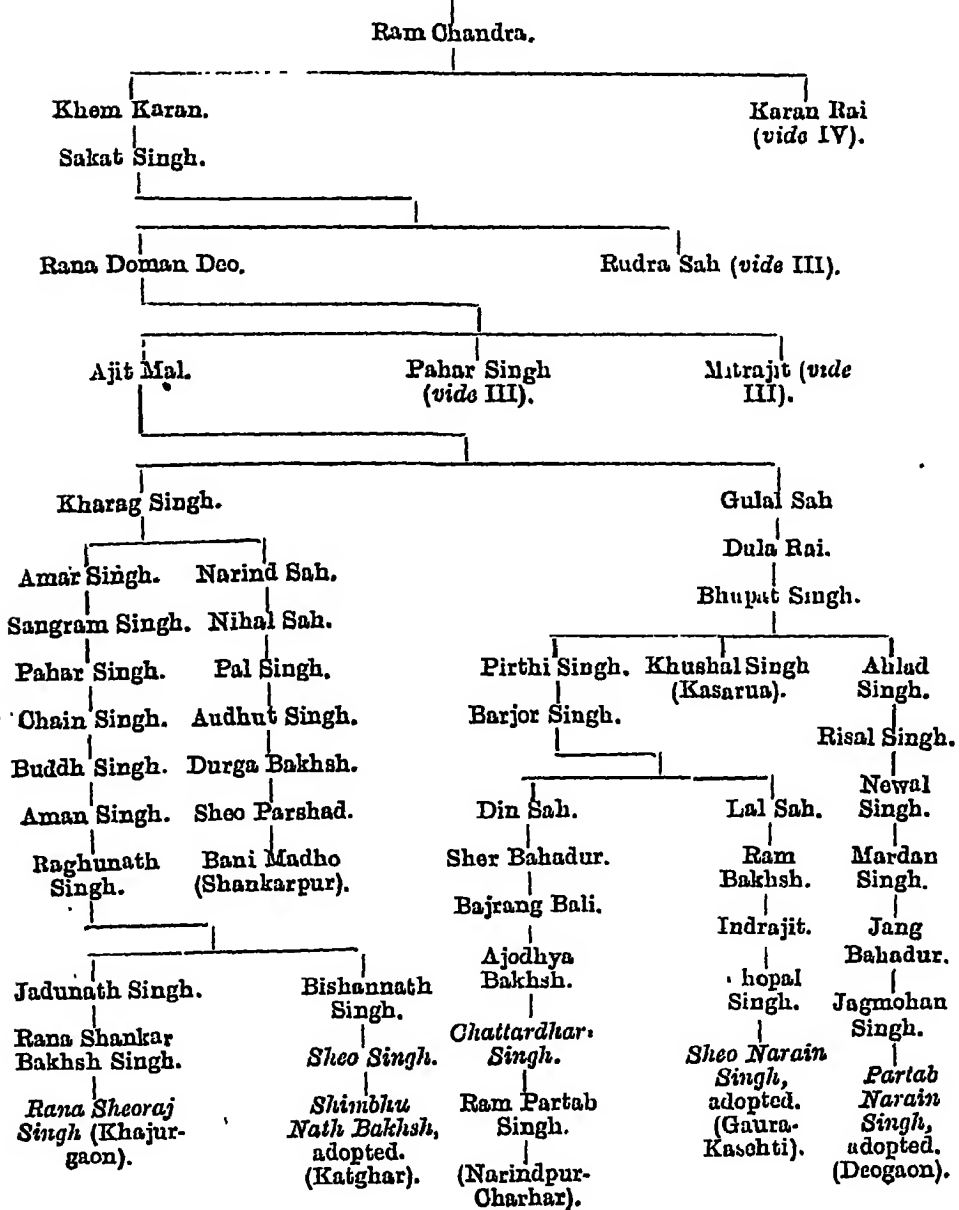 Ram Chandra.
Khem Karan.
Karan Rai
(vide IV).
Sakat Singh.
Rana Doman Deo.
Rudra Sah (vide III).
Ajit Mal.
Pahar Singh
(vide III).
Mitrajit (vide
III).
Kharag Singh.
Gulal Sah
Dula Rai.
Bhupat Singh.
Amar Singh.
Narind Sah.
Sangram Singh.
Nihal Sah.
Pahar Singh.
Pal Singh.
Chain Singh.
Audhut Singh.
Buddh Singh.
Durga Bakhsh.
Aman Singh.
Sheo Parshad.
Raghunath
Singh.
Bani Madho
(Shankarpur).
Pirthi Singh.
Khushal Singh
(Kasarua).
Ahlad
Singh.
Barjor Singh.
Risal Singh.
Din Sah.
Lal Sah.
Newal
Singh.
Sher Bahadur.
Ram
Bakhsh.
Mardan
Singh.
Bajrang Bali.
Indrajit.
Jang
Bahadur.
Ajodhya
Bakhsh.
hopal
Singh.
Jagmohan
Singh.
Jadunath Singh.
Bishannath
Singh.
Rana Shankar
Bakhsh Singh.
Sheo Singh.
Chattardhar
Singh.
Sheo Narain
Singh,
adopted.
(Gaura-
Kasehti).
Partab
Narain
Singh,
adopted.
(Deogaon).
Rana Sheoraj
Singh (Khajur-
gaon).
Shimbhu
Nath Bakhsh,
adopted.
(Katghar).
Ram Partab
Singh.
(Narindpur-
Charhar).